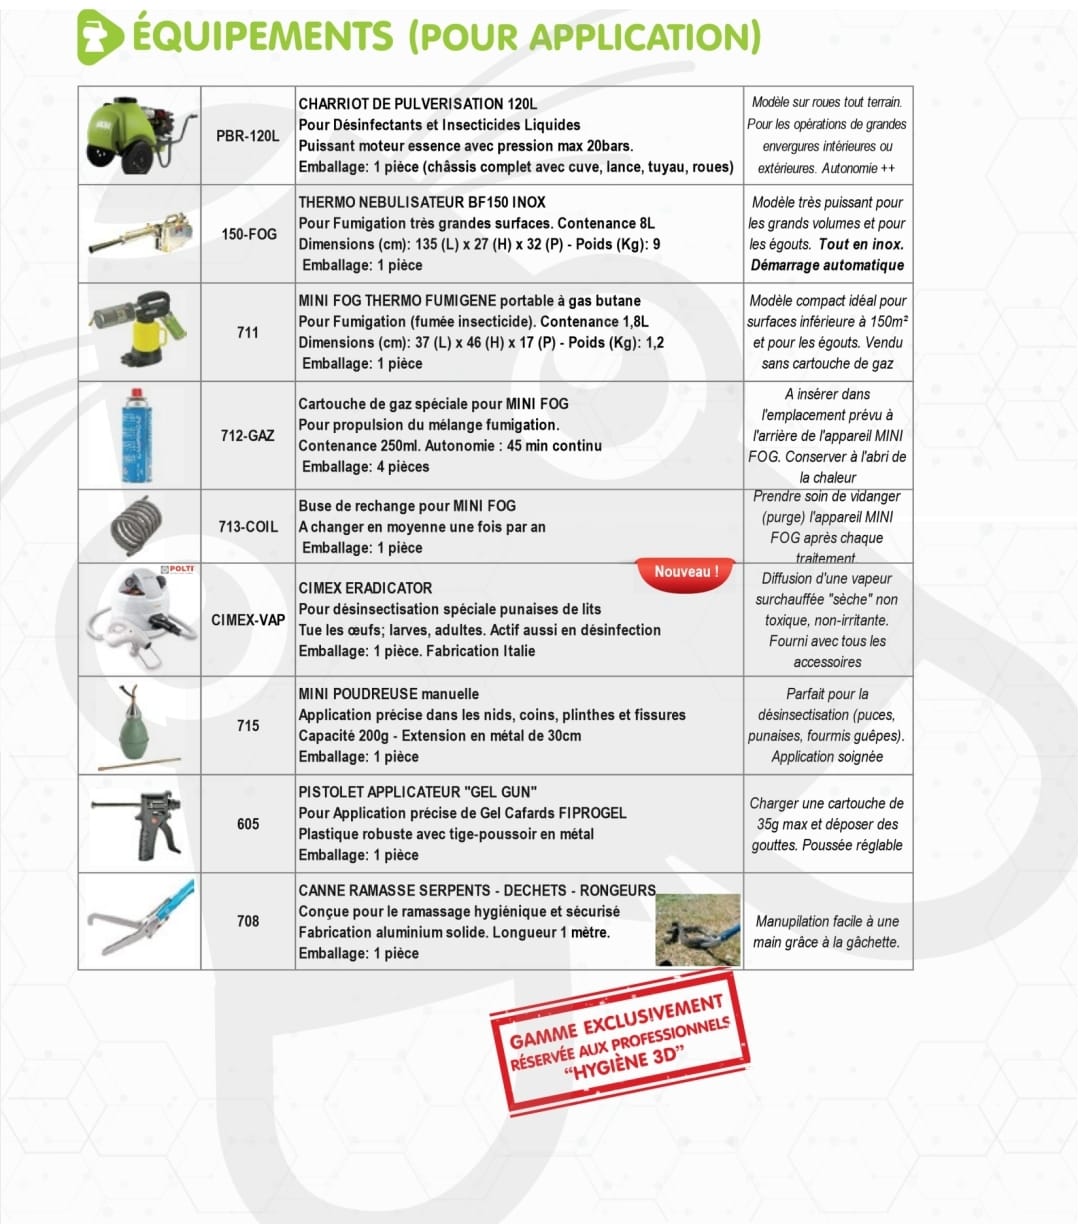 ÉQUIPEMENTS (POUR APPLICATION)
PBR-120L
CHARRIOT DE PULVERISATION 120L
Pour Désinfectants et Insecticides Liquides
Puissant moteur essence avec pression max 20bars.
Emballage: 1 pièce (châssis complet avec cuve, lance, tuyau, roues)
Modèle sur roues tout terrain.
Pour les opérations de grandes
envergures intérieures ou
extérieures. Autonomie ++
150-FOG
THERMO NEBULISATEUR BF150 INOX
Pour Fumigation très grandes surfaces. Contenance 8L
Dimensions (cm): 135 (L) x 27 (H) x 32 (P) - Poids (Kg): 9
Emballage: 1 pièce
Modèle très puissant pour
les grands volumes et pour
les égouts. Tout en inox.
Démarrage automatique
711
MINI FOG THERMO FUMIGENE portable à gas butane
Pour Fumigation (fumée insecticide). Contenance 1,8L
Dimensions (cm): 37 (L) x 46 (H) x 17 (P) - Poids (Kg): 1,2
Emballage: 1 pièce
Modèle compact idéal pour
surfaces inférieure à 150m²
et pour les égouts. Vendu
sans cartouche de gaz
712-GAZ
Cartouche de gaz spéciale pour MINI FOG
Pour propulsion du mélange fumigation.
Contenance 250ml. Autonomie : 45 min continu
Emballage: 4 pièces
A insérer dans
l'emplacement prévu à
l'arrière de l'appareil MINI
FOG. Conserver à l'abri de
la chaleur
713-COIL
Buse de rechange pour MINI FOG
A changer en moyenne une fois par an
Emballage: 1 pièce
Prendre soin de vidanger
(purge) l'appareil MINI
FOG après chaque
traitement.
POLTI
CIMEX-VAP
Nouveau !
CIMEX ERADICATOR
Pour désinsectisation spéciale punaises de lits
Tue les œufs; larves, adultes. Actif aussi en désinfection
Emballage: 1 pièce. Fabrication Italie
Diffusion d'une vapeur
surchauffée "sèche" non
toxique, non-irritante.
Fourni avec tous les
accessoires
715
MINI POUDREUSE manuelle
Application précise dans les nids, coins, plinthes et fissures
Capacité 200g - Extension en métal de 30cm
Emballage: 1 pièce
Parfait pour la
désinsectisation (puces,
punaises, fourmis guêpes).
Application soignée
605
PISTOLET APPLICATEUR "GEL GUN"
Pour Application précise de Gel Cafards FIPROGEL
Plastique robuste avec tige-poussoir en métal
Emballage: 1 pièce
Charger une cartouche de
35g max et déposer des
gouttes. Poussée réglable
708
CANNE RAMASSE SERPENTS - DECHETS - RONGEURS
Conçue pour le ramassage hygiénique et sécurisé
Fabrication aluminium solide. Longueur 1 mètre.
Emballage: 1 pièce
Manupilation facile à une
main grâce à la gâchette.
GAMME EXCLUSIVEMENT
RÉSERVÉE AUX PROFESSIONNELS
“HYGIÈNE 3D”